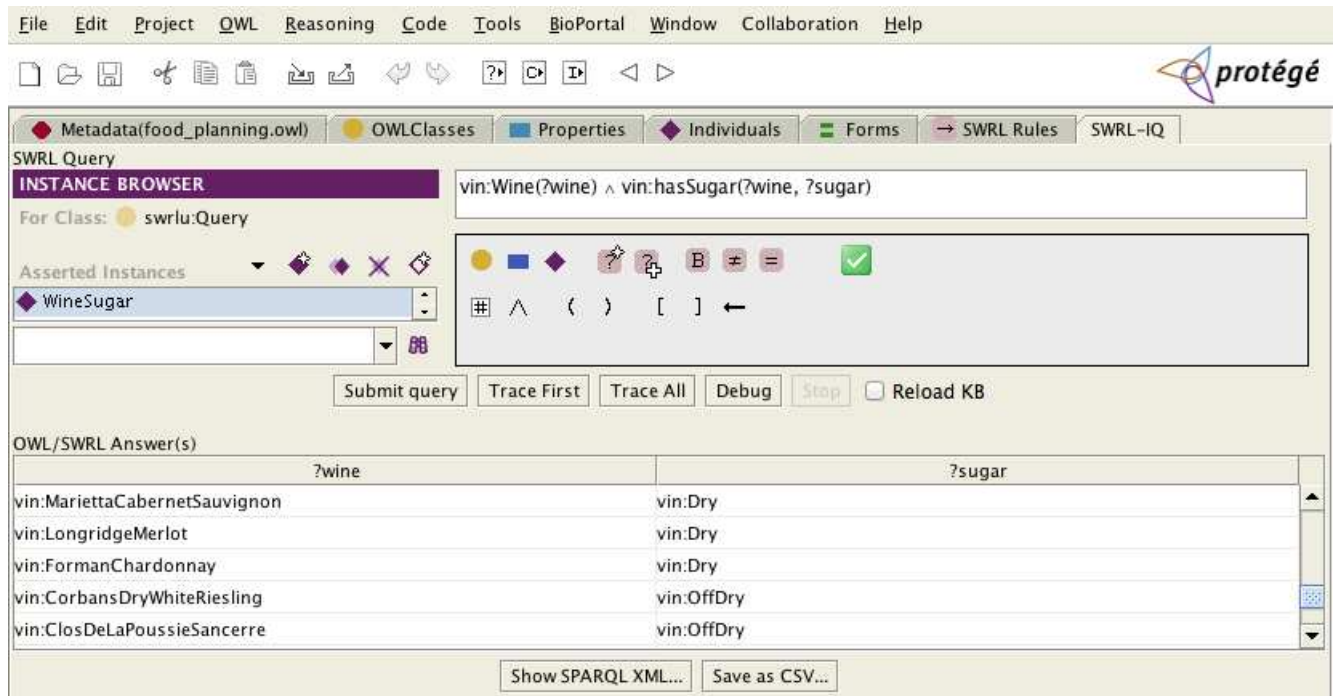 File Edit Project OWL Reasoning Code Tools BioPortal Window Collaboration Help
protégé
Metadata(food_planning.owl) OWLClasses Properties Individuals Forms → SWRL Rules SWRL-IQ
SWRL Query
INSTANCE BROWSER
vin:Wine(?wine) ∧ vin:hasSugar(?wine, ?sugar)
For Class: swrlu:Query
Asserted Instances
? ? B ≠ =
WineSugar
# ∧ ( ) [ ] ←
Submit query Trace First Trace All Debug Stop Reload KB
OWL/SWRL Answer(s)
?wine ?sugar
vin:MariettaCabernetSauvignon vin:Dry
vin:LongridgeMerlot vin:Dry
vin:FormanChardonnay vin:Dry
vin:CorbansDryWhiteRiesling vin:OffDry
vin:ClosDeLaPoussieSancerre vin:OffDry
Show SPARQL XML... Save as CSV...